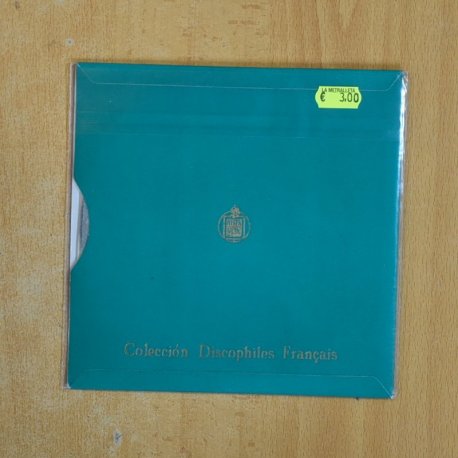 LA METRALLETA
€ 3.00
Colección Discophiles Français